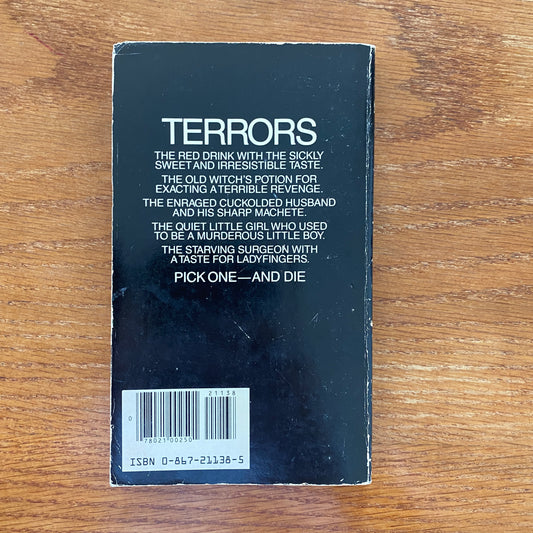 TERRORS
THE RED DRINK WITH THE SICKLY
SWEET AND IRRESISTIBLE TASTE.
THE OLD WITCH'S POTION FOR
EXACTING A TERRIBLE REVENGE.
THE ENRAGED CUCKOLDED HUSBAND
AND HIS SHARP MACHETE.
THE QUIET LITTLE GIRL WHO USED
TO BE A MURDEROUS LITTLE BOY.
THE STARVING SURGEON WITH
A TASTE FOR LADYFINGERS.
PICK ONE—AND DIE
21138
0
78021 00250
ISBN 0-867-21138-5